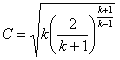 C = √(k(2/(k+1))^((k+1)/(k−1)))